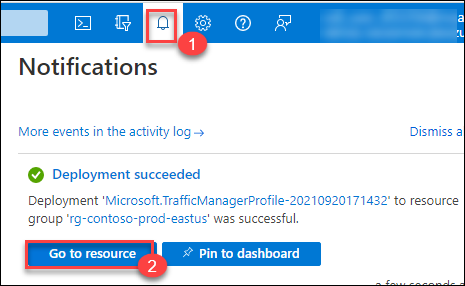 1
Notifications
More events in the activity log →
Dismiss a
Deployment succeeded
Deployment 'Microsoft.TrafficManagerProfile-20210920171432' to resource
group 'rg-contoso-prod-eastus' was successful.
Go to resource
2
Pin to dashboard
a few seconds a